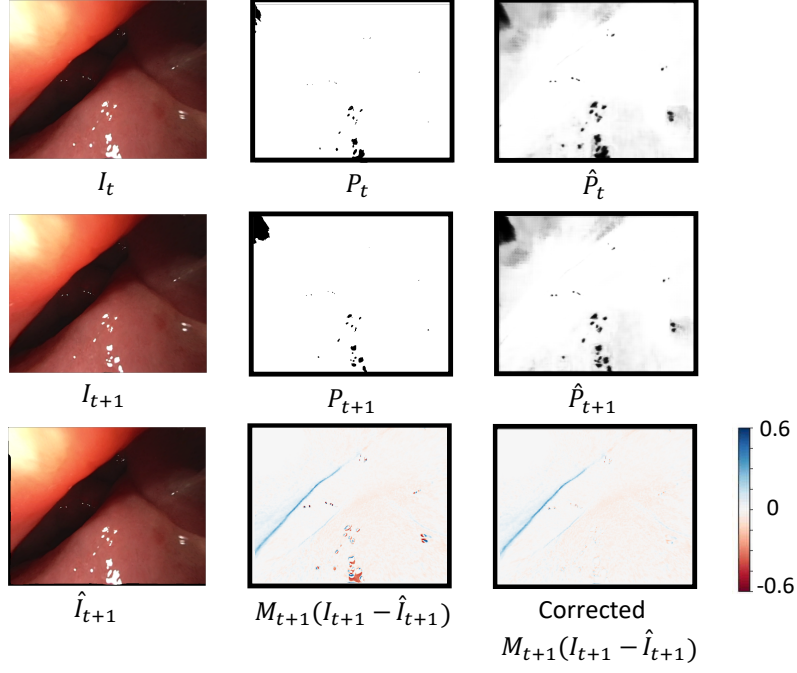 I_t
P_t
P̂_t
I_{t+1}
P_{t+1}
P̂_{t+1}
0.6
0
-0.6
Î_{t+1}
M_{t+1}(I_{t+1} − Î_{t+1})
Corrected
M_{t+1}(I_{t+1} − Î_{t+1})